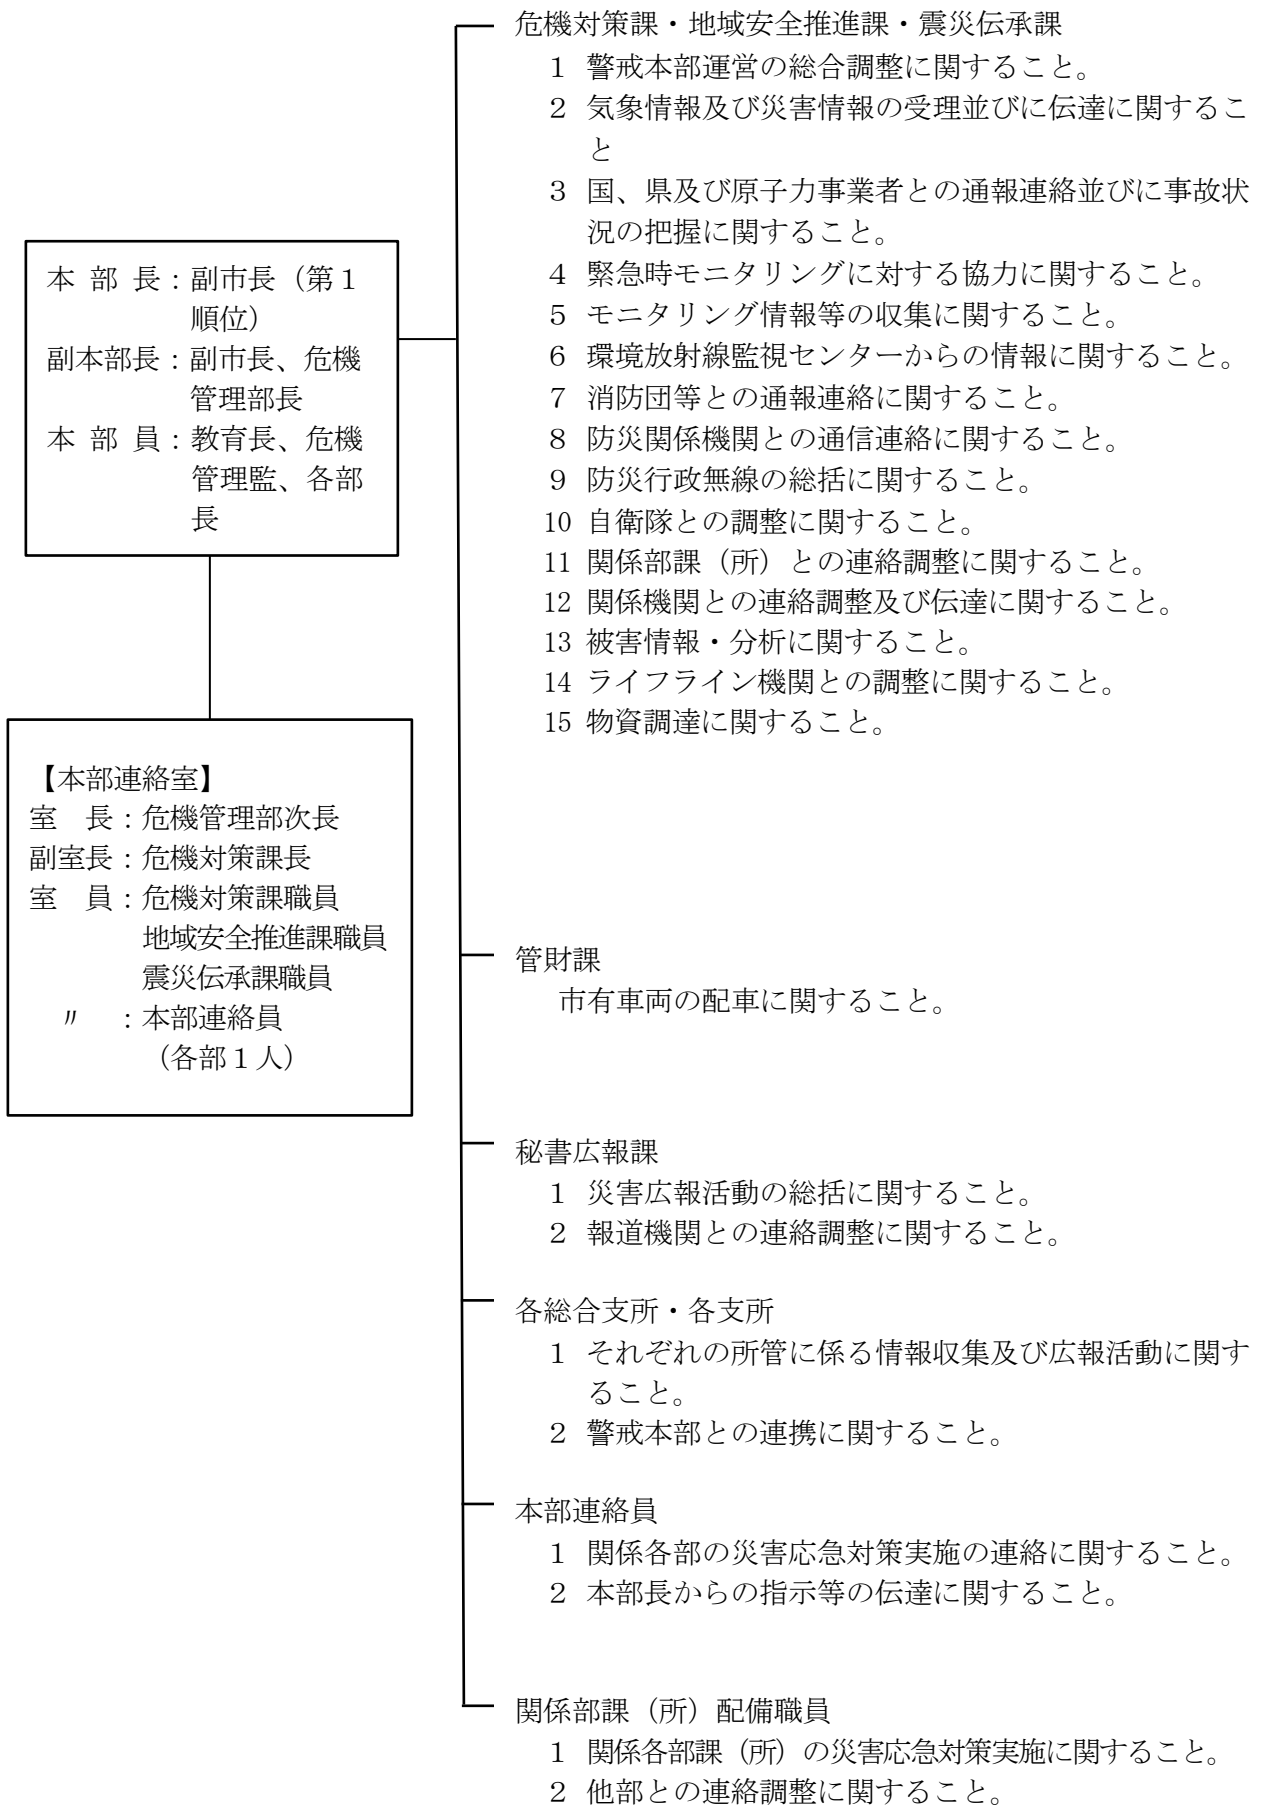 危機対策課・地域安全推進課・震災伝承課
1 警戒本部運営の総合調整に関すること。
2 気象情報及び災害情報の受理並びに伝達に関するこ
と
3 国、県及び原子力事業者との通報連絡並びに事故状
況の把握に関すること。
4 緊急時モニタリングに対する協力に関すること。
5 モニタリング情報等の収集に関すること。
6 環境放射線監視センターからの情報に関すること。
7 消防団等との通報連絡に関すること。
8 防災関係機関との通信連絡に関すること。
9 防災行政無線の総括に関すること。
10 自衛隊との調整に関すること。
11 関係部課（所）との連絡調整に関すること。
12 関係機関との連絡調整及び伝達に関すること。
13 被害情報・分析に関すること。
14 ライフライン機関との調整に関すること。
15 物資調達に関すること。
本 部 長：副市長（第１
順位）
副本部長：副市長、危機
管理部長
本 部 員：教育長、危機
管理監、各部
長
【本部連絡室】
室　長：危機管理部次長
副室長：危機対策課長
室　員：危機対策課職員
地域安全推進課職員
震災伝承課職員
〃　：本部連絡員
（各部１人）
管財課
市有車両の配車に関すること。
秘書広報課
1 災害広報活動の総括に関すること。
2 報道機関との連絡調整に関すること。
各総合支所・各支所
1 それぞれの所管に係る情報収集及び広報活動に関す
ること。
2 警戒本部との連携に関すること。
本部連絡員
1 関係各部の災害応急対策実施の連絡に関すること。
2 本部長からの指示等の伝達に関すること。
関係部課（所）配備職員
1 関係各部課（所）の災害応急対策実施に関すること。
2 他部との連絡調整に関すること。